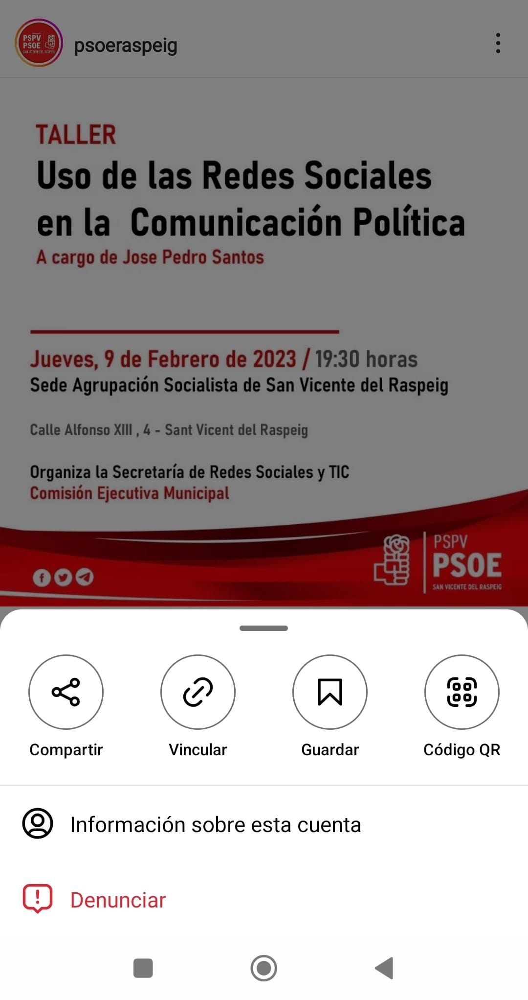 PSPV
PSOE
SAN VICENTE DEL RASPEIG
psoeraspeig
TALLER
Uso de las Redes Sociales
en la Comunicación Política
A cargo de Jose Pedro Santos
Jueves, 9 de Febrero de 2023 / 19:30 horas
Sede Agrupación Socialista de San Vicente del Raspeig
Calle Alfonso XIII , 4 - Sant Vicent del Raspeig
Organiza la Secretaría de Redes Sociales y TIC
Comisión Ejecutiva Municipal
PSPV
PSOE
SAN VICENTE DEL RASPEIG
Compartir
Vincular
Guardar
Código QR
Información sobre esta cuenta
Denunciar